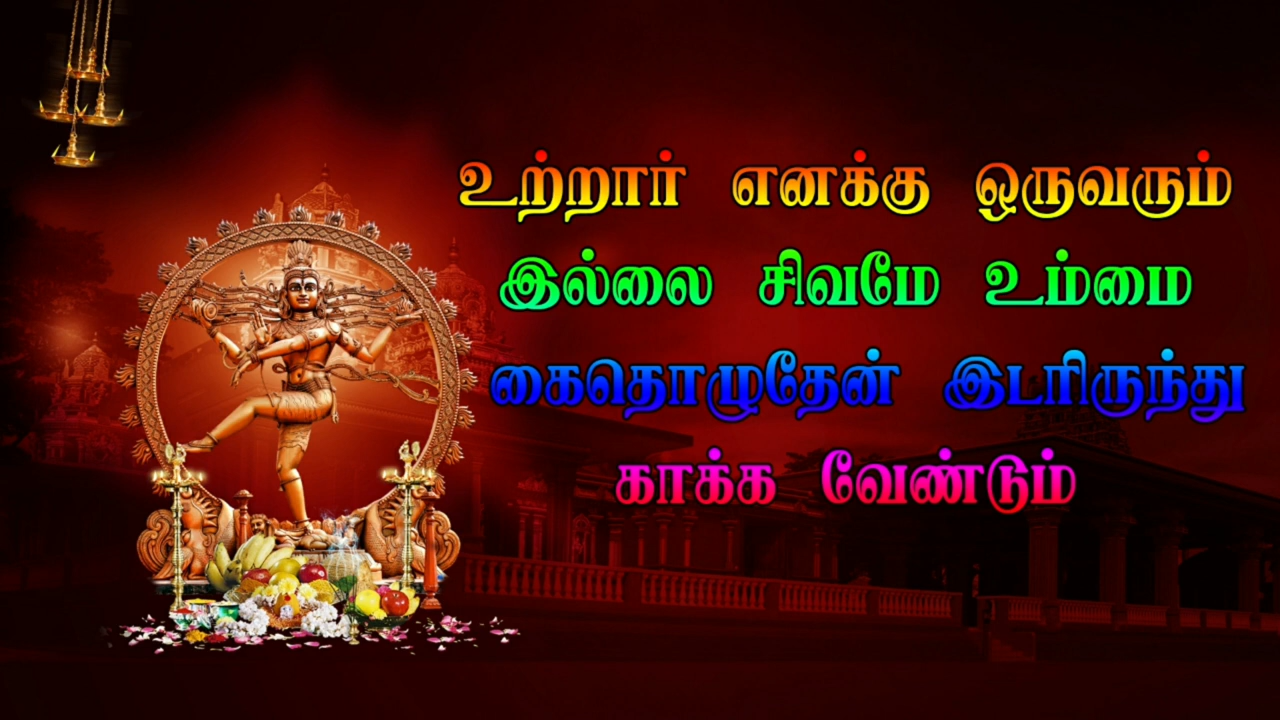 உற்றார் எனக்கு ஒருவரும்
இல்லை சிவமே உம்மை
கைதொழுதேன் இடரிருந்து
காக்க வேண்டும்